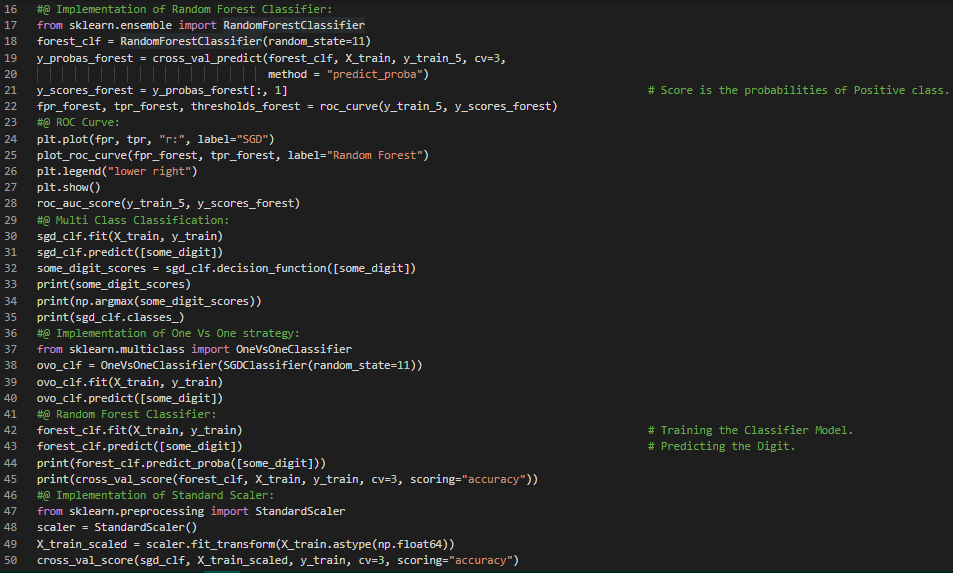 16 #@ Implementation of Random Forest Classifier:
17 from sklearn.ensemble import RandomForestClassifier
18 forest_clf = RandomForestClassifier(random_state=11)
19 y_probas_forest = cross_val_predict(forest_clf, X_train, y_train_5, cv=3,
20 method = "predict_proba")
21 y_scores_forest = y_probas_forest[:, 1] # Score is the probabilities of Positive class.
22 fpr_forest, tpr_forest, thresholds_forest = roc_curve(y_train_5, y_scores_forest)
23 #@ ROC Curve:
24 plt.plot(fpr, tpr, "r:", label="SGD")
25 plot_roc_curve(fpr_forest, tpr_forest, label="Random Forest")
26 plt.legend("lower right")
27 plt.show()
28 roc_auc_score(y_train_5, y_scores_forest)
29 #@ Multi Class Classification:
30 sgd_clf.fit(X_train, y_train)
31 sgd_clf.predict([some_digit])
32 some_digit_scores = sgd_clf.decision_function([some_digit])
33 print(some_digit_scores)
34 print(np.argmax(some_digit_scores))
35 print(sgd_clf.classes_)
36 #@ Implementation of One Vs One strategy:
37 from sklearn.multiclass import OneVsOneClassifier
38 ovo_clf = OneVsOneClassifier(SGDClassifier(random_state=11))
39 ovo_clf.fit(X_train, y_train)
40 ovo_clf.predict([some_digit])
41 #@ Random Forest Classifier:
42 forest_clf.fit(X_train, y_train) # Training the Classifier Model.
43 forest_clf.predict([some_digit]) # Predicting the Digit.
44 print(forest_clf.predict_proba([some_digit]))
45 print(cross_val_score(forest_clf, X_train, y_train, cv=3, scoring="accuracy"))
46 #@ Implementation of Standard Scaler:
47 from sklearn.preprocessing import StandardScaler
48 scaler = StandardScaler()
49 X_train_scaled = scaler.fit_transform(X_train.astype(np.float64))
50 cross_val_score(sgd_clf, X_train_scaled, y_train, cv=3, scoring="accuracy")